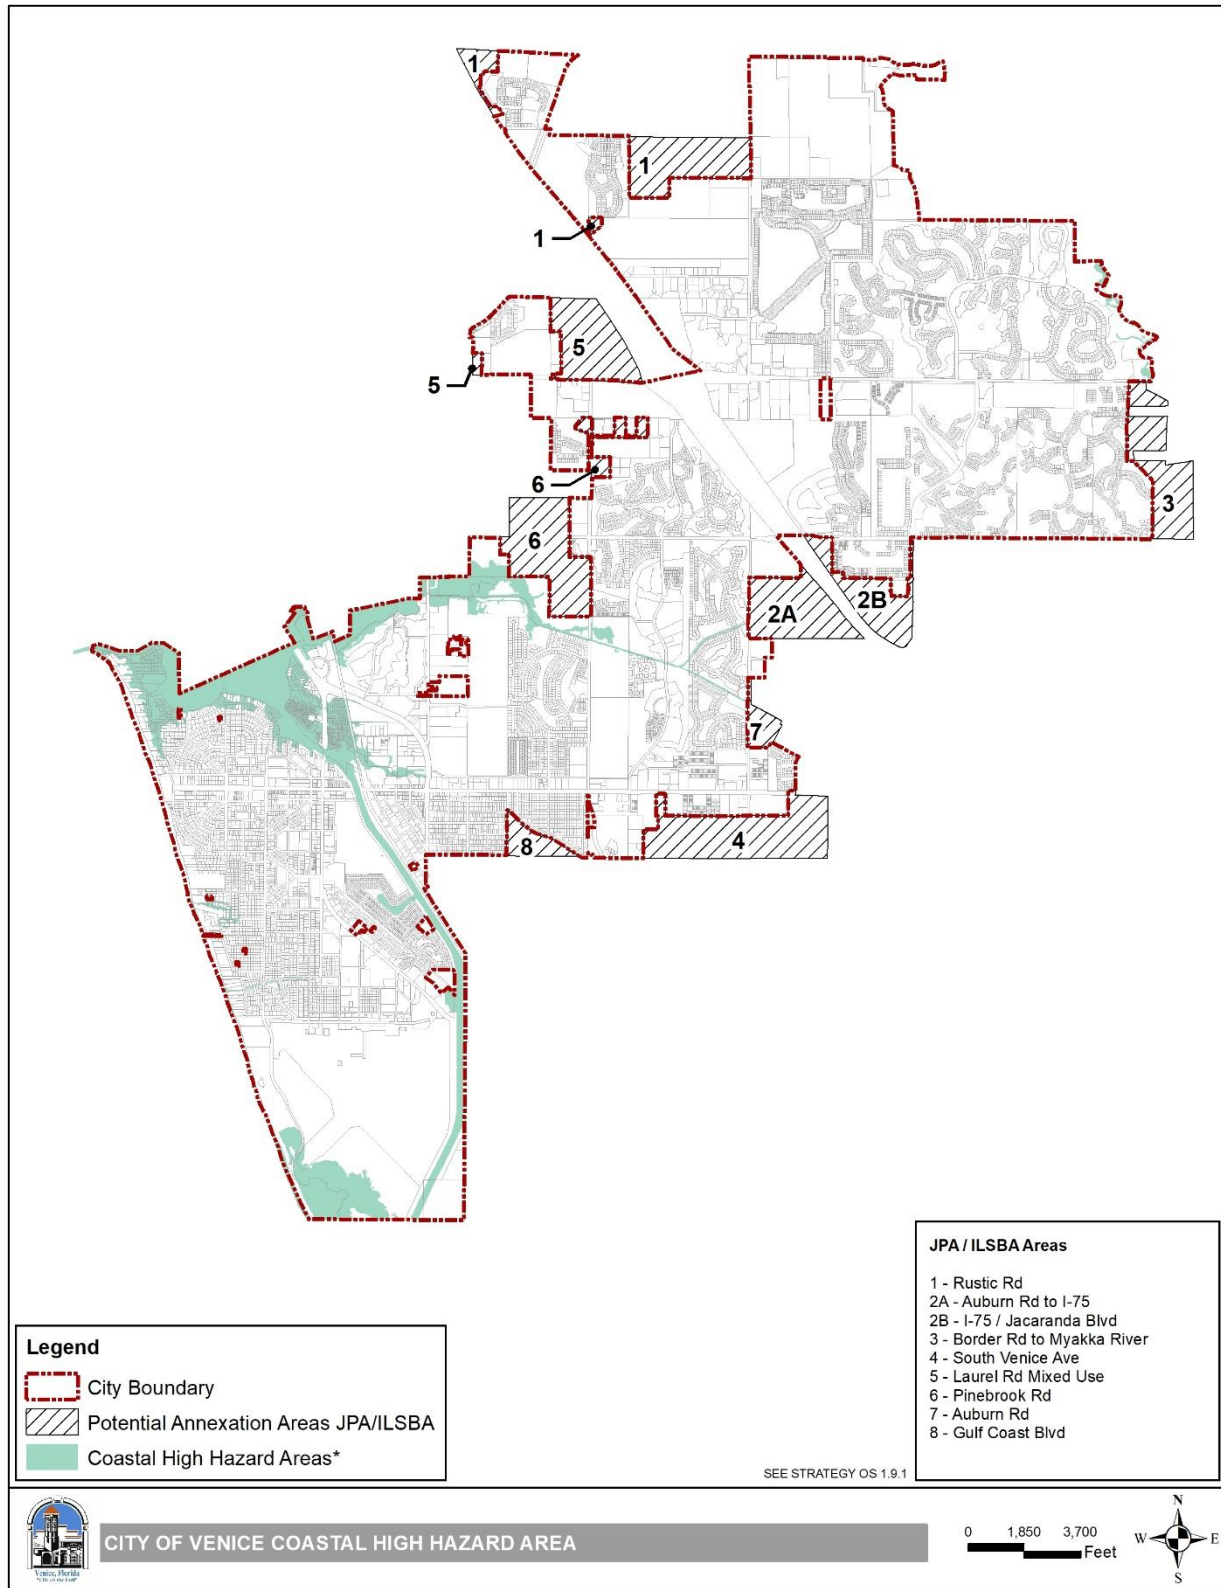 1
1
1
5
5
6
6
3
2A
2B
7
4
8
JPA / ILSBA Areas
1 - Rustic Rd
2A - Auburn Rd to I-75
2B - I-75 / Jacaranda Blvd
3 - Border Rd to Myakka River
4 - South Venice Ave
5 - Laurel Rd Mixed Use
6 - Pinebrook Rd
7 - Auburn Rd
8 - Gulf Coast Blvd
Legend
City Boundary
Potential Annexation Areas JPA/ILSBA
Coastal High Hazard Areas*
SEE STRATEGY OS 1.9.1
Venice, Florida
"City on the Gulf"
CITY OF VENICE COASTAL HIGH HAZARD AREA
0 1,850 3,700
Feet
N
W E
S